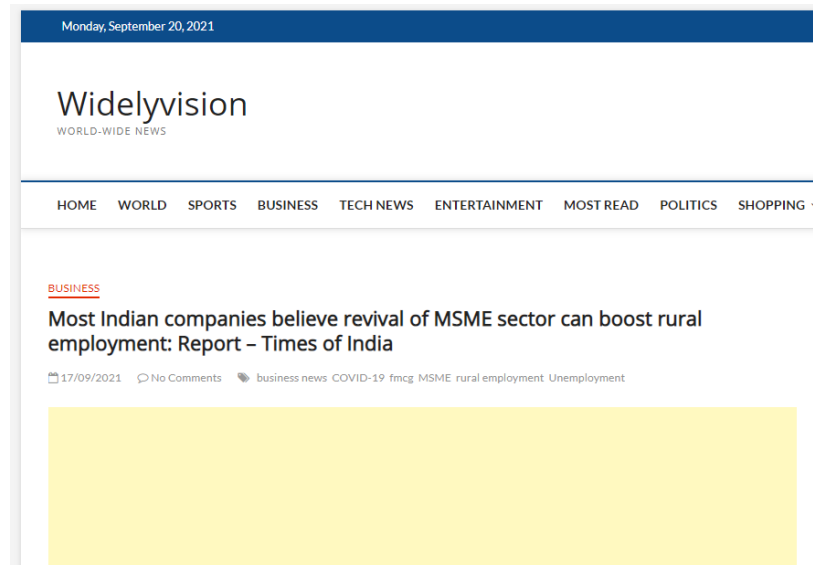 Monday, September 20, 2021
Widelyvision
WORLD-WIDE NEWS
HOME WORLD SPORTS BUSINESS TECH NEWS ENTERTAINMENT MOST READ POLITICS SHOPPING
BUSINESS
Most Indian companies believe revival of MSME sector can boost rural
employment: Report – Times of India
17/09/2021 No Comments business news COVID-19 fmcg MSME rural employment Unemployment